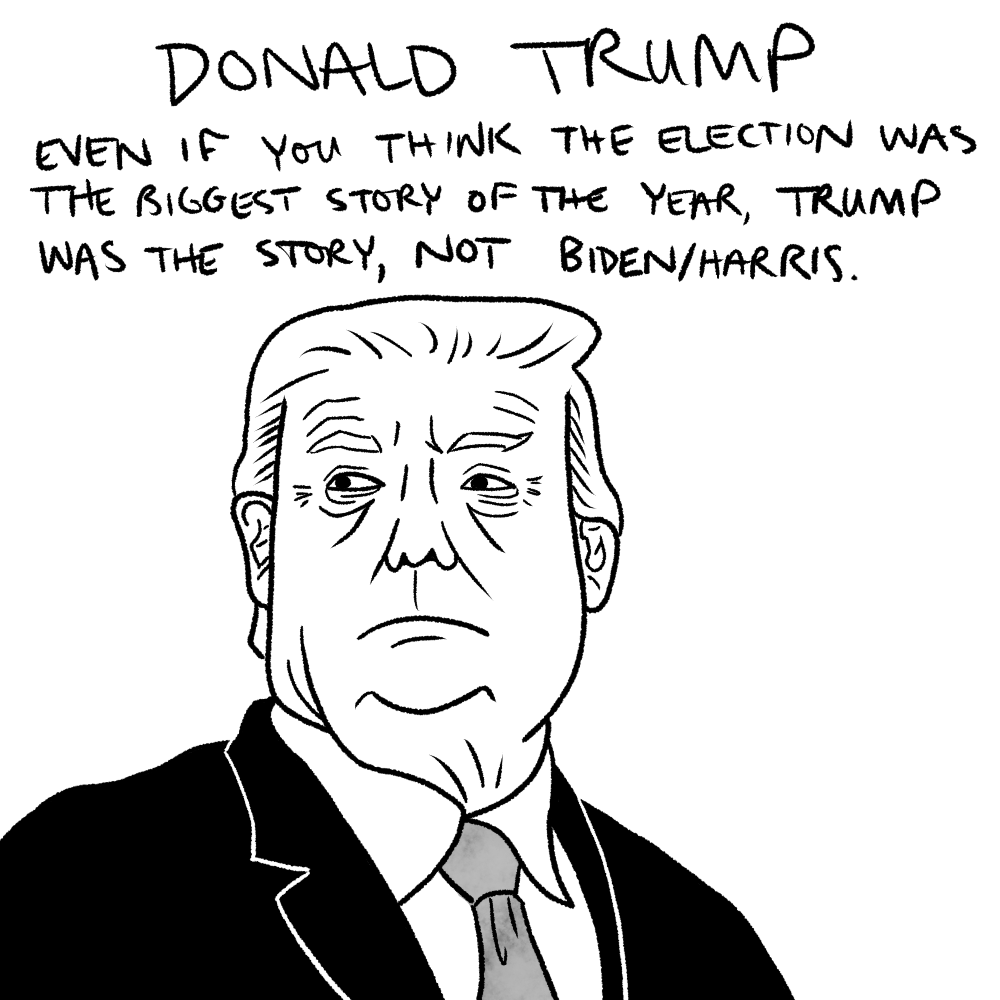 DONALD TRUMP
EVEN IF YOU THINK THE ELECTION WAS
THE BIGGEST STORY OF THE YEAR, TRUMP
WAS THE STORY, NOT BIDEN/HARRIS.